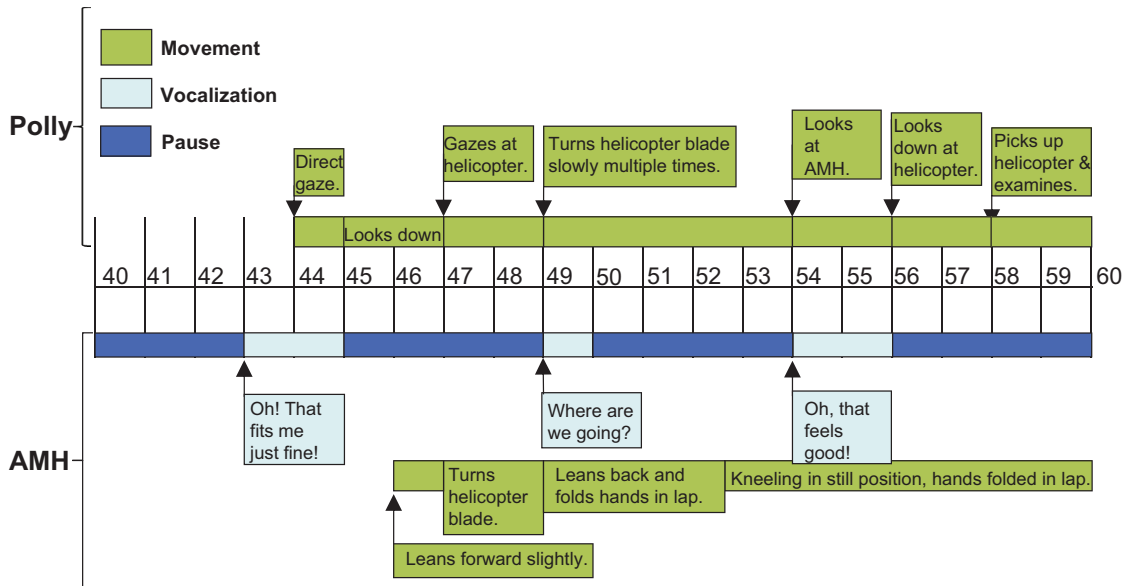 Movement
Vocalization
Pause
Polly
Direct
gaze.
Gazes at
helicopter.
Turns helicopter blade
slowly multiple times.
Looks
at
AMH.
Looks
down at
helicopter.
Picks up
helicopter &
examines.
Looks down
40 41 42 43 44 45 46 47 48 49 50 51 52 53 54 55 56 57 58 59 60
AMH
Oh! That
fits me
just fine!
Where are
we going?
Oh, that
feels
good!
Turns
helicopter
blade.
Leans back and
folds hands in lap.
Kneeling in still position, hands folded in lap.
Leans forward slightly.